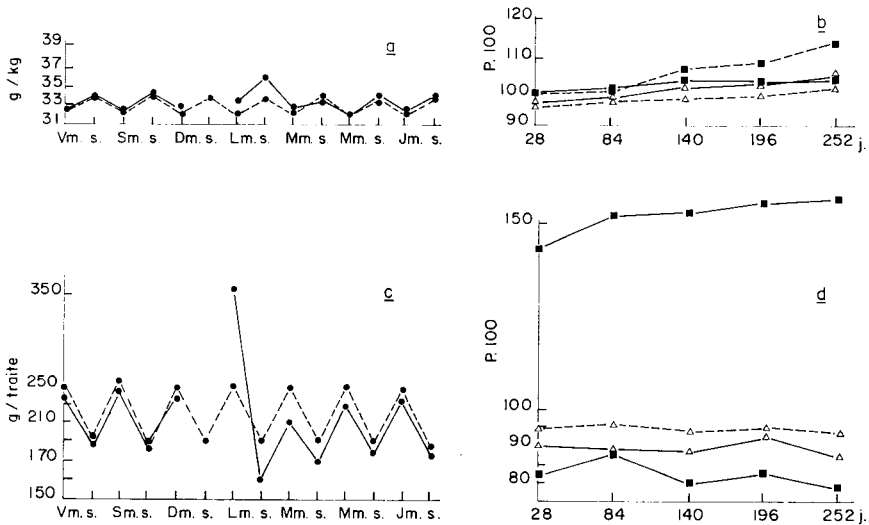 a
g / kg
39
37
35
33
31
Vm. s. Sm. s. Dm. s. Lm. s. Mm. s. Mm. s. Jm. s.
b
P. 100
120
110
100
90
28 84 140 196 252 j.
c
g / traite
350
250
210
170
150
Vm. s. Sm. s. Dm. s. Lm. s. Mm. s. Mm. s. Jm. s.
d
P. 100
150
100
90
80
28 84 140 196 252 j.